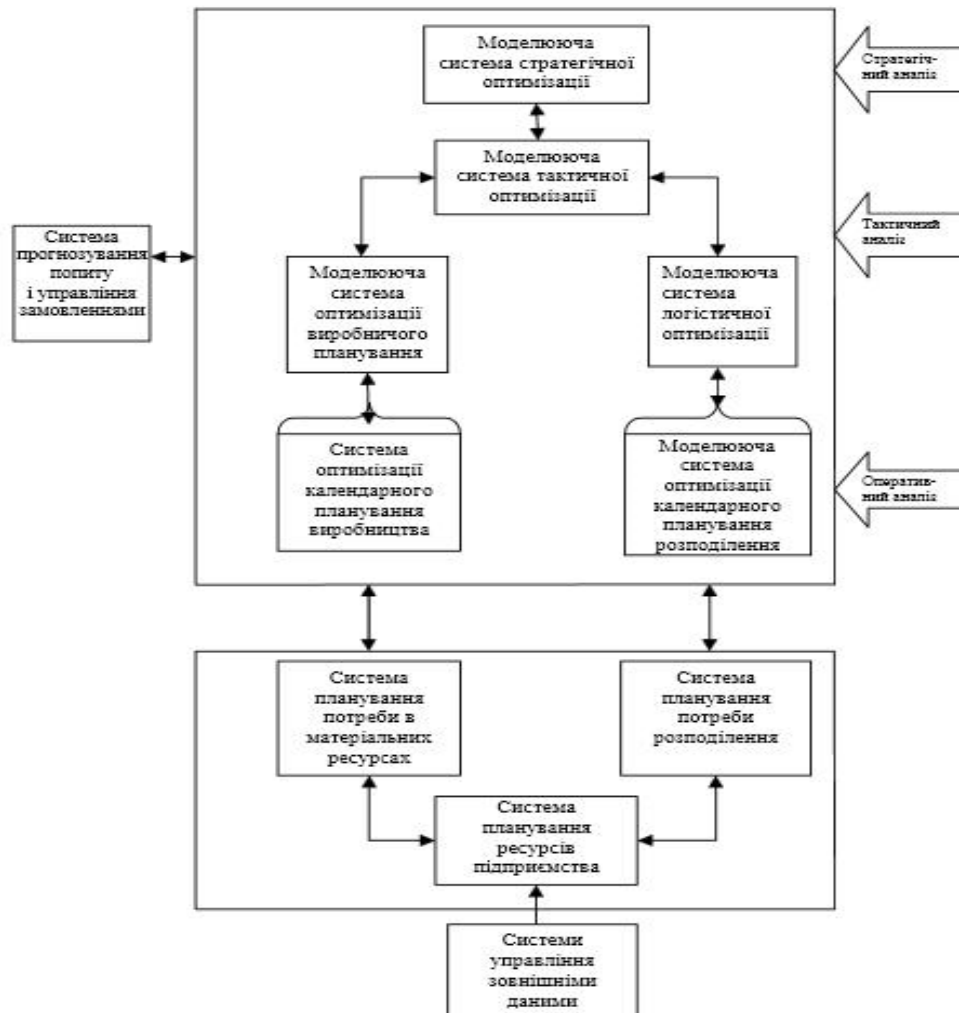 Моделююча
система стратегічної
оптимізації
Стратегіч-
ний аналіз
Моделююча
система тактичної
оптимізації
Тактичний
аналіз
Система
прогнозування
попиту
і управління
замовленнями
Моделююча
система
оптимізації
виробничого
планування
Моделююча
система
логістичної
оптимізації
Система
оптимізації
календарного
планування
виробництва
Моделююча
система
оптимізації
календарного
планування
розподілення
Оператив-
ний аналіз
Система
планування
потреби в
матеріальних
ресурсах
Система
планування
потреби
розподілення
Система
планування
ресурсів
підприємства
Системи
управління
зовнішніми
даними